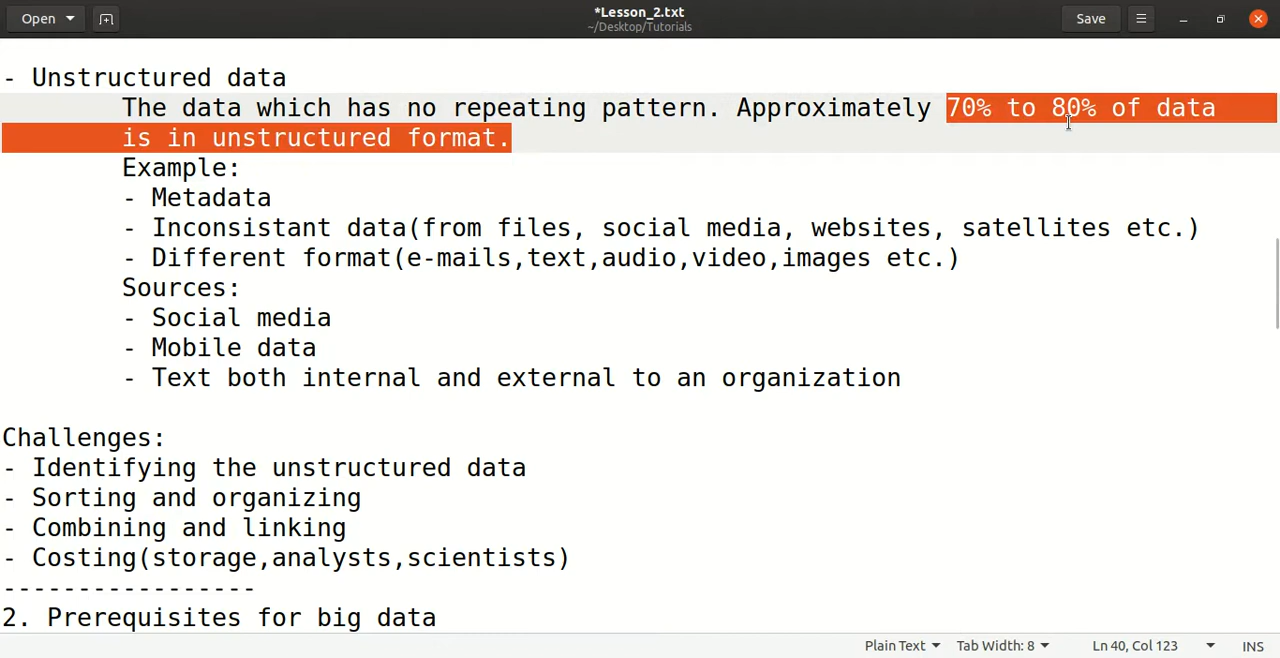 Open
*Lesson_2.txt
~/Desktop/Tutorials
Save
- Unstructured data
The data which has no repeating pattern. Approximately 70% to 80% of data
is in unstructured format.
Example:
- Metadata
- Inconsistant data(from files, social media, websites, satellites etc.)
- Different format(e-mails,text,audio,video,images etc.)
Sources:
- Social media
- Mobile data
- Text both internal and external to an organization
Challenges:
- Identifying the unstructured data
- Sorting and organizing
- Combining and linking
- Costing(storage,analysts,scientists)
-----------------
2. Prerequisites for big data
Plain Text Tab Width: 8 Ln 40, Col 123 INS